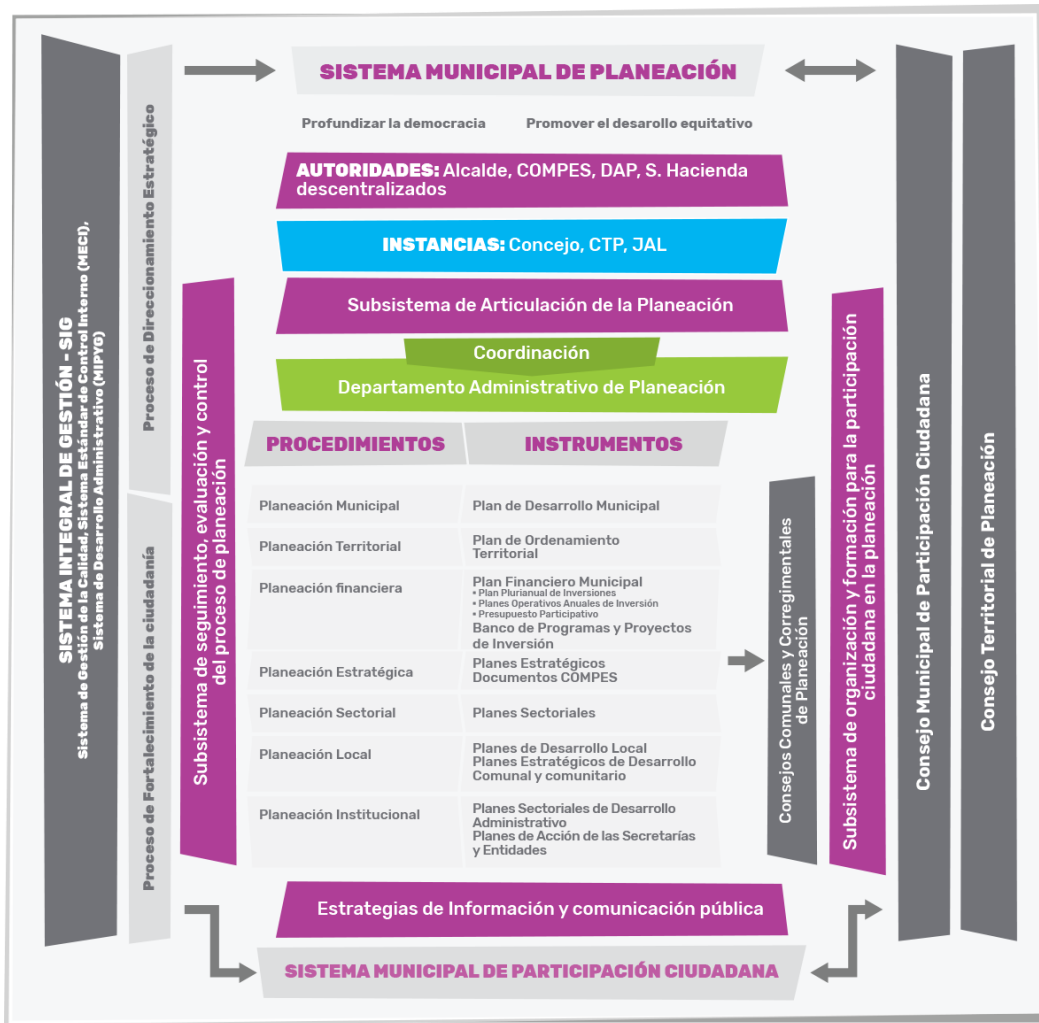 SISTEMA INTEGRAL DE GESTIÓN - SIG
Sistema de Gestión de la Calidad, Sistema Estándar de Control Interno (MECI),
Sistema de Desarrollo Administrativo (MIPYG)
Proceso de Direccionamiento Estratégico
Proceso de Fortalecimiento de la ciudadanía
Subsistema de seguimiento, evaluación y control
del proceso de planeación
SISTEMA MUNICIPAL DE PLANEACIÓN
Profundizar la democracia
Promover el desarollo equitativo
AUTORIDADES: Alcalde, COMPES, DAP, S. Hacienda
descentralizados
INSTANCIAS: Concejo, CTP, JAL
Subsistema de Articulación de la Planeación
Coordinación
Departamento Administrativo de Planeación
PROCEDIMIENTOS
INSTRUMENTOS
Planeación Municipal
Plan de Desarrollo Municipal
Planeación Territorial
Plan de Ordenamiento
Territorial
Planeación financiera
Plan Financiero Municipal
• Plan Plurianual de Inversiones
• Planes Operativos Anuales de Inversión
• Presupuesto Participativo
Banco de Programas y Proyectos
de Inversión
Planeación Estratégica
Planes Estratégicos
Documentos COMPES
Planeación Sectorial
Planes Sectoriales
Planeación Local
Planes de Desarrollo Local
Planes Estratégicos de Desarrollo
Comunal y comunitario
Planeación Institucional
Planes Sectoriales de Desarrollo
Administrativo
Planes de Acción de las Secretarías
y Entidades
Estrategias de Información y comunicación pública
SISTEMA MUNICIPAL DE PARTICIPACIÓN CIUDADANA
Consejos Comunales y Corregimentales
de Planeación
Subsistema de organización y formación para la participación
ciudadana en la planeación
Consejo Municipal de Participación Ciudadana
Consejo Territorial de Planeación